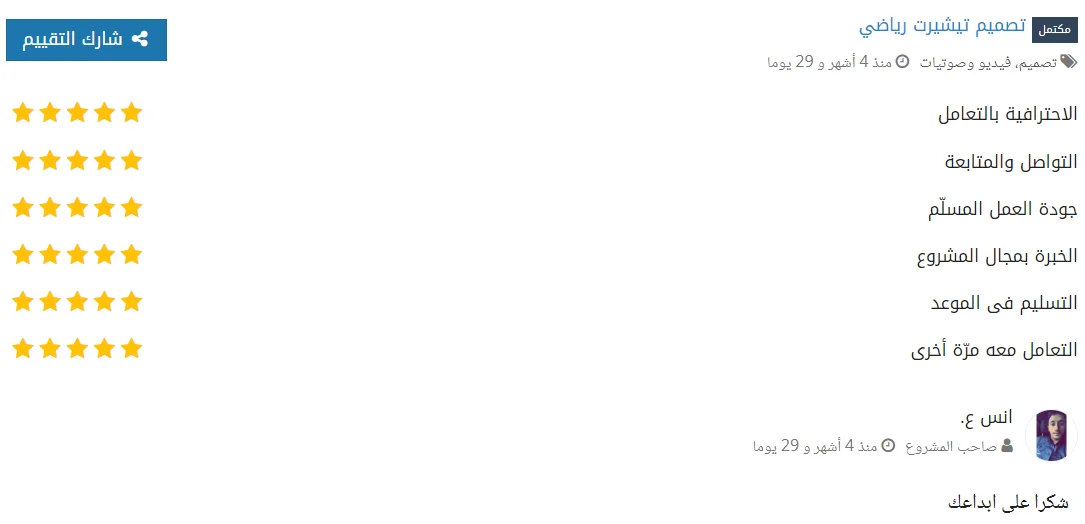 مكتمل تصميم تيشيرت رياضي
شارك التقييم
تصميم، فيديو وصوتيات منذ 4 أشهر و 29 يوما
الاحترافية بالتعامل
التواصل والمتابعة
جودة العمل المسلّم
الخبرة بمجال المشروع
التسليم فى الموعد
التعامل معه مرّة أخرى
انس ع.
صاحب المشروع منذ 4 أشهر و 29 يوما
شكرا على ابداعك